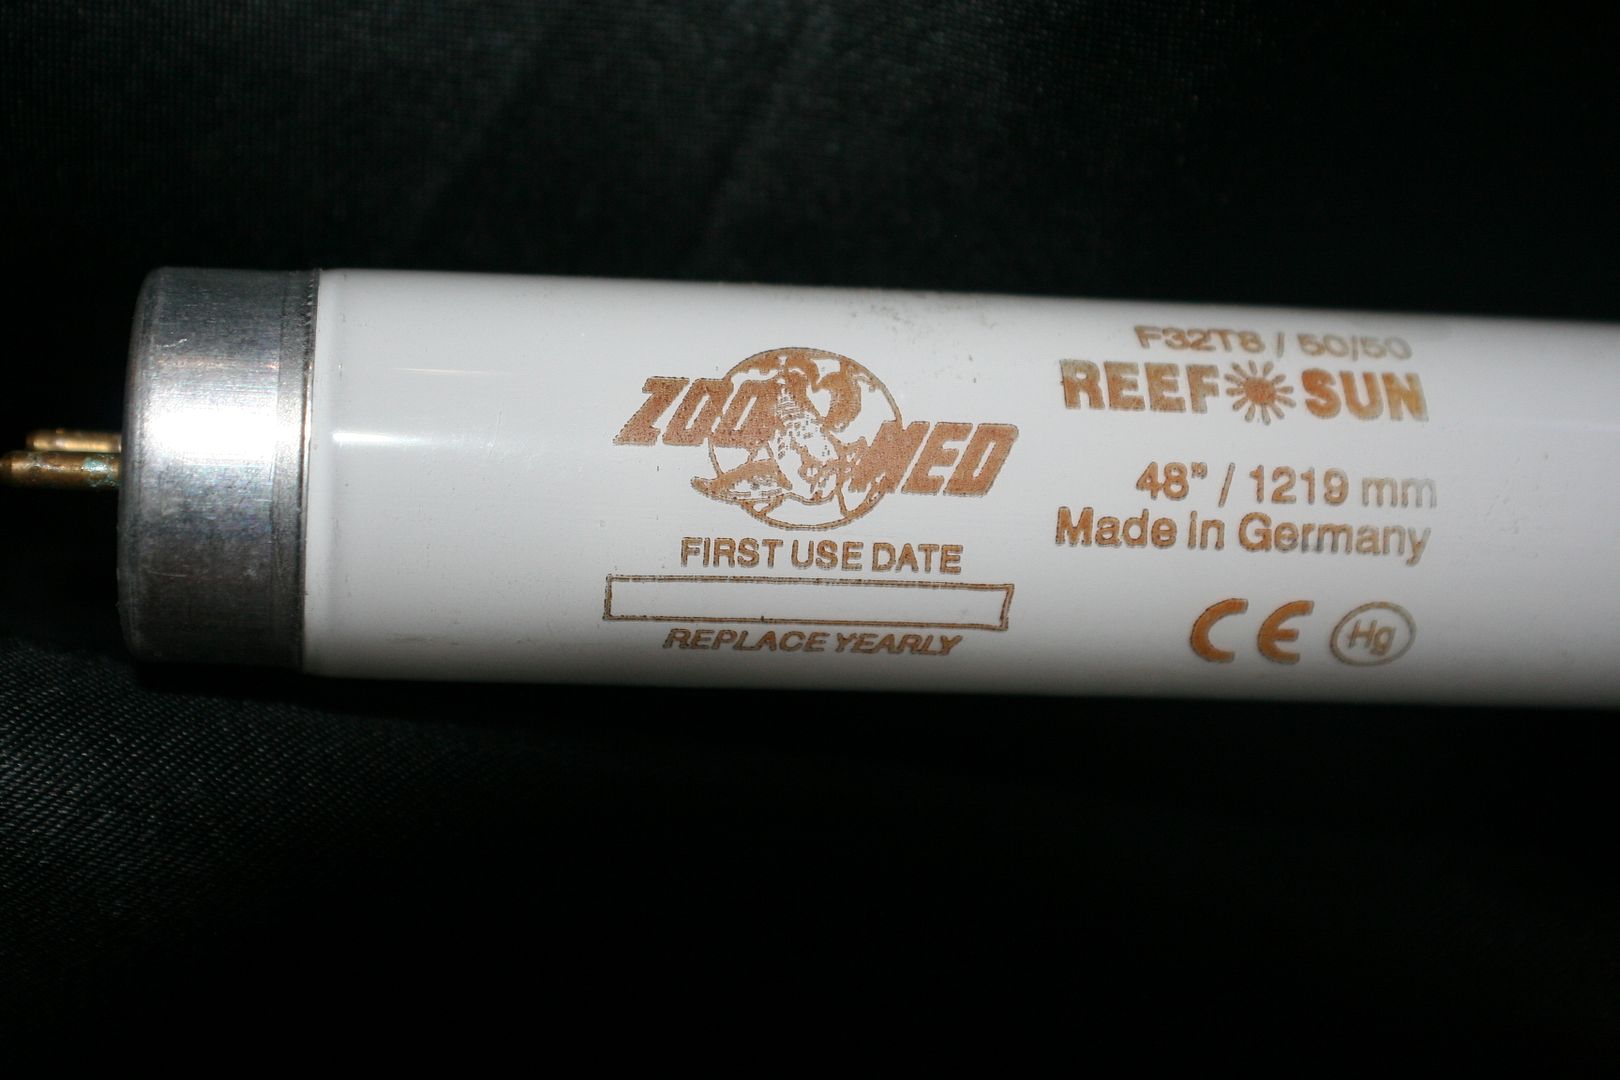 ZOO MED
FIRST USE DATE
REPLACE YEARLY
F32T8 / 50/50
REEF SUN
48" / 1219 mm
Made in Germany
CE Hg